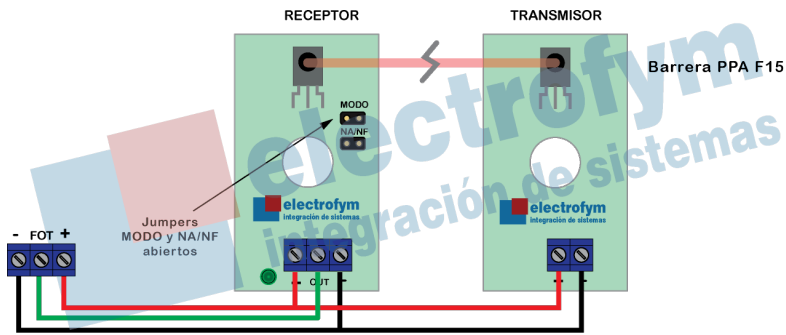 RECEPTOR
TRANSMISOR
Barrera PPA F15
MODO
NA/NF
electrofym
integración de sistemas
electrofym
integración de sistemas
electrofym
integración de sistemas
Jumpers
MODO y NA/NF
abiertos
- FOT +
OUT